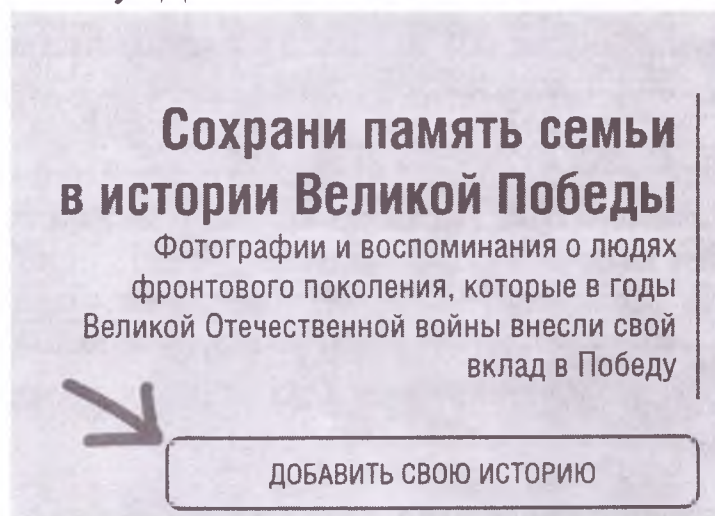 Сохрани память семьи
в истории Великой Победы
Фотографии и воспоминания о людях
фронтового поколения, которые в годы
Великой Отечественной войны внесли свой
вклад в Победу
ДОБАВИТЬ СВОЮ ИСТОРИЮ